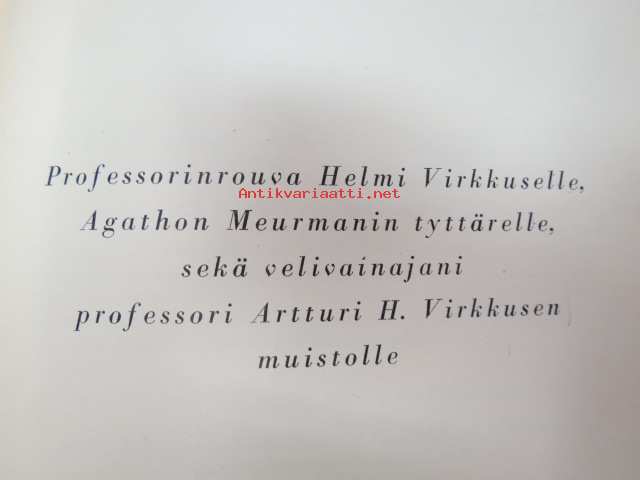 Professorinrouva Helmi Virkkuselle,
Antikvariaatti.net
Agathon Meurmanin tyttärelle,
sekä velivainajani
professori Artturi H. Virkkusen
muistolle